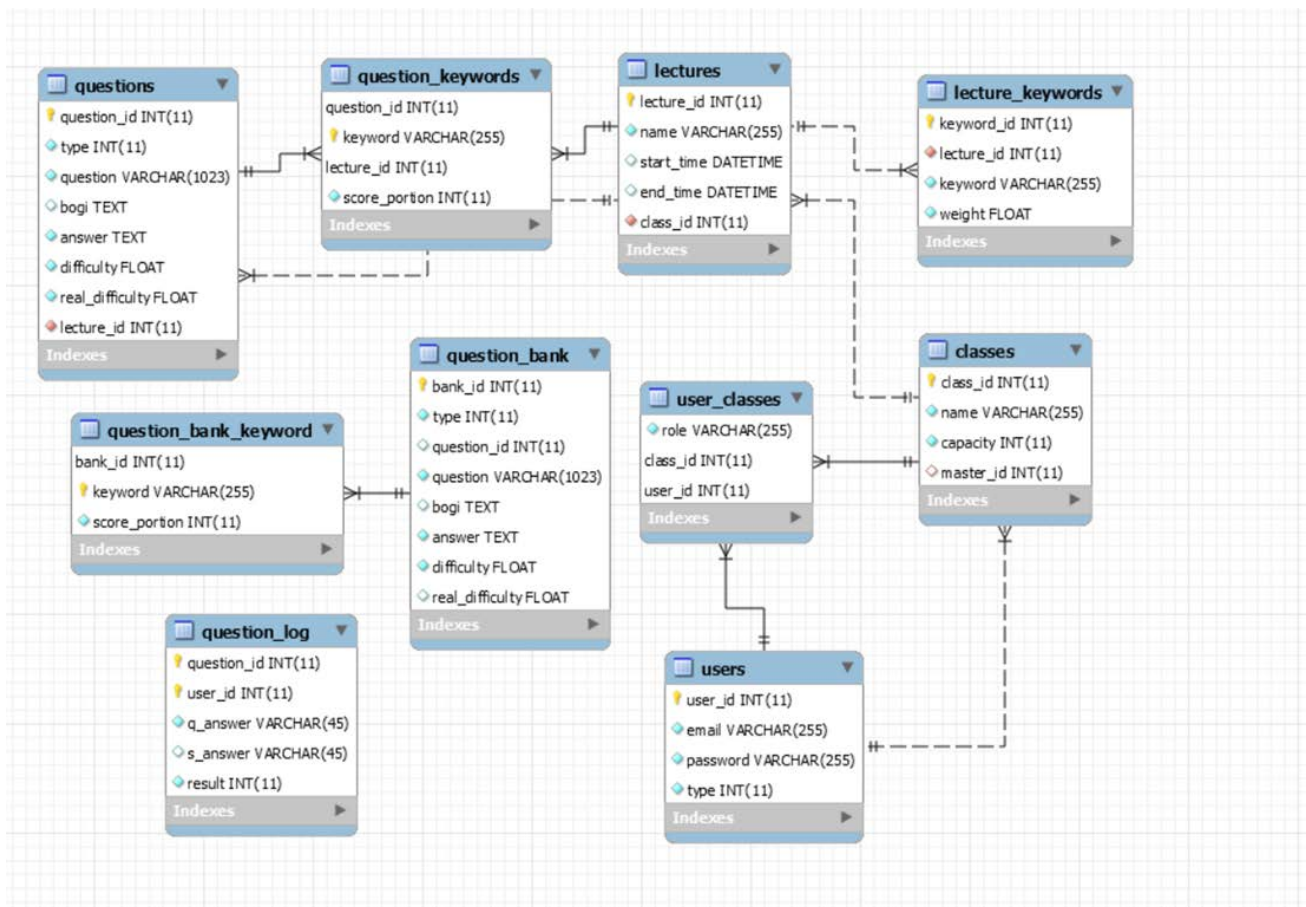 questions
question_id INT(11)
type INT(11)
question VARCHAR(1023)
bogi TEXT
answer TEXT
difficulty FLOAT
real_difficulty FLOAT
lecture_id INT(11)
Indexes
question_keywords
question_id INT(11)
keyword VARCHAR(255)
lecture_id INT(11)
score_portion INT(11)
Indexes
lectures
lecture_id INT(11)
name VARCHAR(255)
start_time DATETIME
end_time DATETIME
class_id INT(11)
Indexes
lecture_keywords
keyword_id INT(11)
lecture_id INT(11)
keyword VARCHAR(255)
weight FLOAT
Indexes
question_bank_keyword
bank_id INT(11)
keyword VARCHAR(255)
score_portion INT(11)
Indexes
question_bank
bank_id INT(11)
type INT(11)
question_id INT(11)
question VARCHAR(1023)
bogi TEXT
answer TEXT
difficulty FLOAT
real_difficulty FLOAT
Indexes
user_classes
role VARCHAR(255)
class_id INT(11)
user_id INT(11)
Indexes
classes
class_id INT(11)
name VARCHAR(255)
capacity INT(11)
master_id INT(11)
Indexes
question_log
question_id INT(11)
user_id INT(11)
q_answer VARCHAR(45)
s_answer VARCHAR(45)
result INT(11)
Indexes
users
user_id INT(11)
email VARCHAR(255)
password VARCHAR(255)
type INT(11)
Indexes